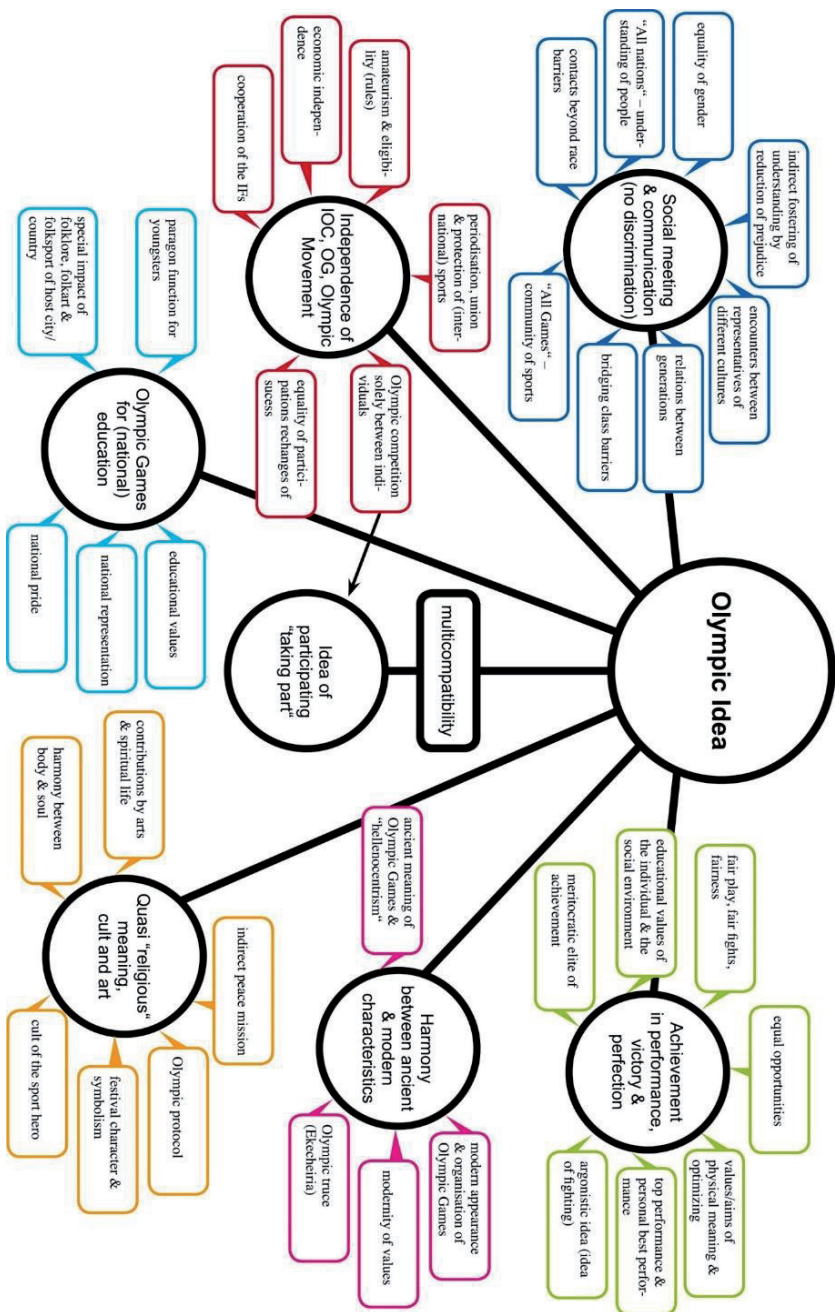 Olympic Idea
Social meeting
& communication
(no discrimination)
equality of gender
"All nations" – under-
standing of people
contacts beyond race
barriers
indirect fostering of
understanding by
reduction of prejudice
encounters between
representatives of
different cultures
relations between
generations
bridging class barriers
"All Games" –
community of sports
Independence of
IOC, OG, Olympic
Movement
amateurism & eligibi-
lity (rules)
economic indepen-
dence
cooperation of the IFs
periodisation, union
& protection of (inter-
national) sports
Olympic competition
solely between indi-
viduals
equality of partici-
pations rechanges of
sucess
Olympic Games
for (national)
education
paragon function for
youngsters
special impact of
folklore, folkart &
folksport of host city/
country
educational values
national representation
national pride
multicompatibility
Idea of
participating
"taking part"
Achievement
in performance,
victory &
perfection
fair play, fair fights,
fairness
educational values of
the individual & the
social environment
meritocratic elite of
achievement
equal opportunities
values/aims of
physical meaning &
optimizing
top performance &
personal best perfor-
mance
argonistic idea (idea
of fighting)
Harmony
between ancient
& modern
characteristics
ancient meaning of
Olympic Games &
"hellenocentrism"
modern appearance
& organisation of
Olympic Games
modernity of values
Olympic truce
(Ekecheiria)
Quasi "religious"
meaning,
cult and art
contributions by arts
& spiritual life
harmony between
body & soul
indirect peace mission
Olympic protocol
festival character &
symbolism
cult of the sport hero